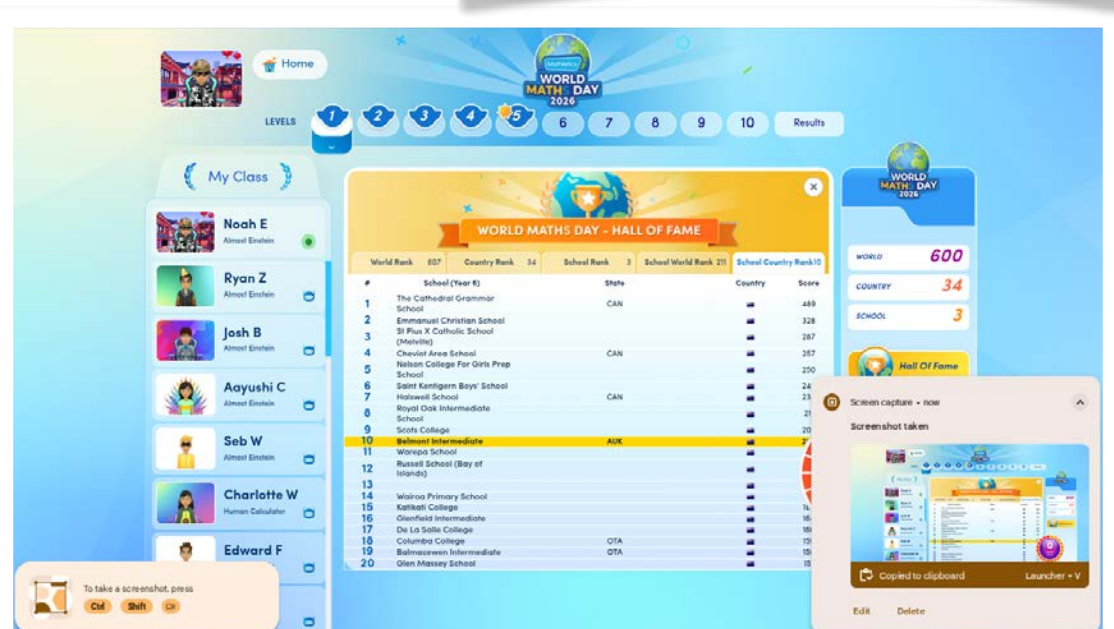 Home
Mathletics
WORLD
MATHS DAY
2026
LEVELS 1 2 3 4 5 6 7 8 9 10 Results
My Class
Noah E
Almost Einstein
Ryan Z
Almost Einstein
Josh B
Almost Einstein
Aayushi C
Almost Einstein
Seb W
Almost Einstein
Charlotte W
Human Calculator
Edward F
WORLD MATHS DAY - HALL OF FAME
World Rank 607 Country Rank 34 School Rank 3 School World Rank 211 School Country Rank10
# School (Year 6) State Country Score
1 The Cathedral Grammar School CAN 489
2 Emmanuel Christian School 328
3 St Pius X Catholic School (Melville) 287
4 Cheviot Area School CAN 257
5 Nelson College For Girls Prep School 250
6 Saint Kentigern Boys' School
7 Halswell School CAN
8 Royal Oak Intermediate School
9 Scots College
10 Belmont Intermediate AUK
11 Warepa School
12 Russell School (Bay of Islands)
13
14 Wairoa Primary School
15 Katikati College
16 Glenfield Intermediate
17 De La Salle College
18 Columba College OTA
19 Balmacewen Intermediate OTA
20 Glen Massey School
WORLD
MATHS DAY
2026
WORLD 600
COUNTRY 34
SCHOOL 3
Hall Of Fame
Screen capture • now
Screenshot taken
Copied to clipboard Launcher + V
Edit Delete
To take a screenshot, press
Ctrl Shift